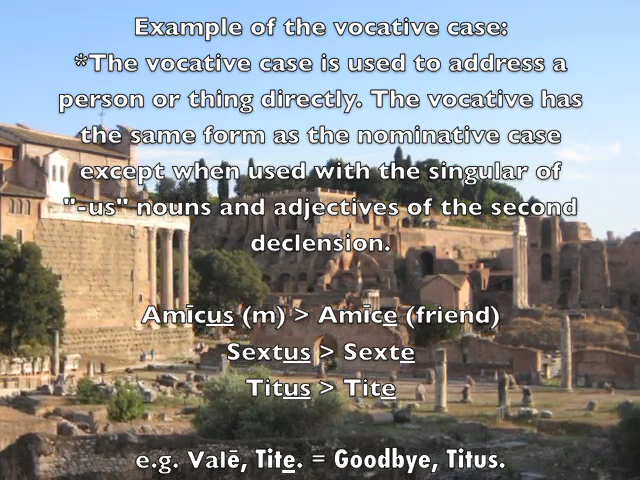 Example of the vocative case:
*The vocative case is used to address a
person or thing directly. The vocative has
the same form as the nominative case
except when used with the singular of
"-us" nouns and adjectives of the second
declension.
Amīcus (m) > Amīce (friend)
Sextus > Sexte
Titus > Tite
e.g. Valē, Tite. = Goodbye, Titus.